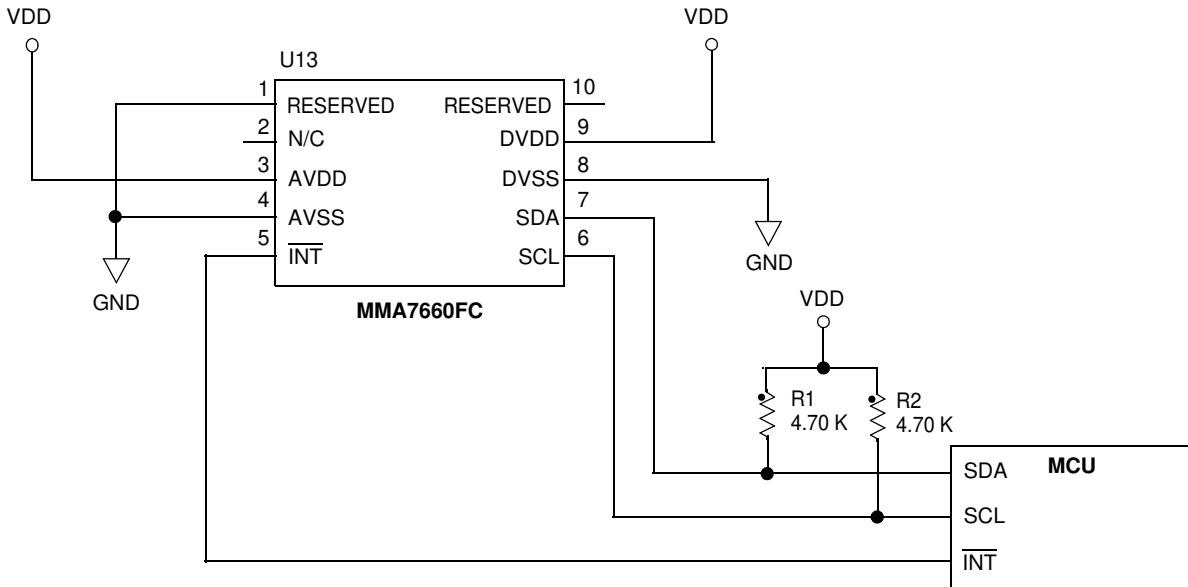 VDD
VDD
U13
1
RESERVED
RESERVED
10
2
N/C
DVDD
9
3
AVDD
DVSS
8
4
AVSS
SDA
7
5
INT
SCL
6
GND
GND
MMA7660FC
VDD
R1
4.70 K
R2
4.70 K
MCU
SDA
SCL
INT